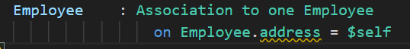 Employee : Association to one Employee
on Employee.address = $self